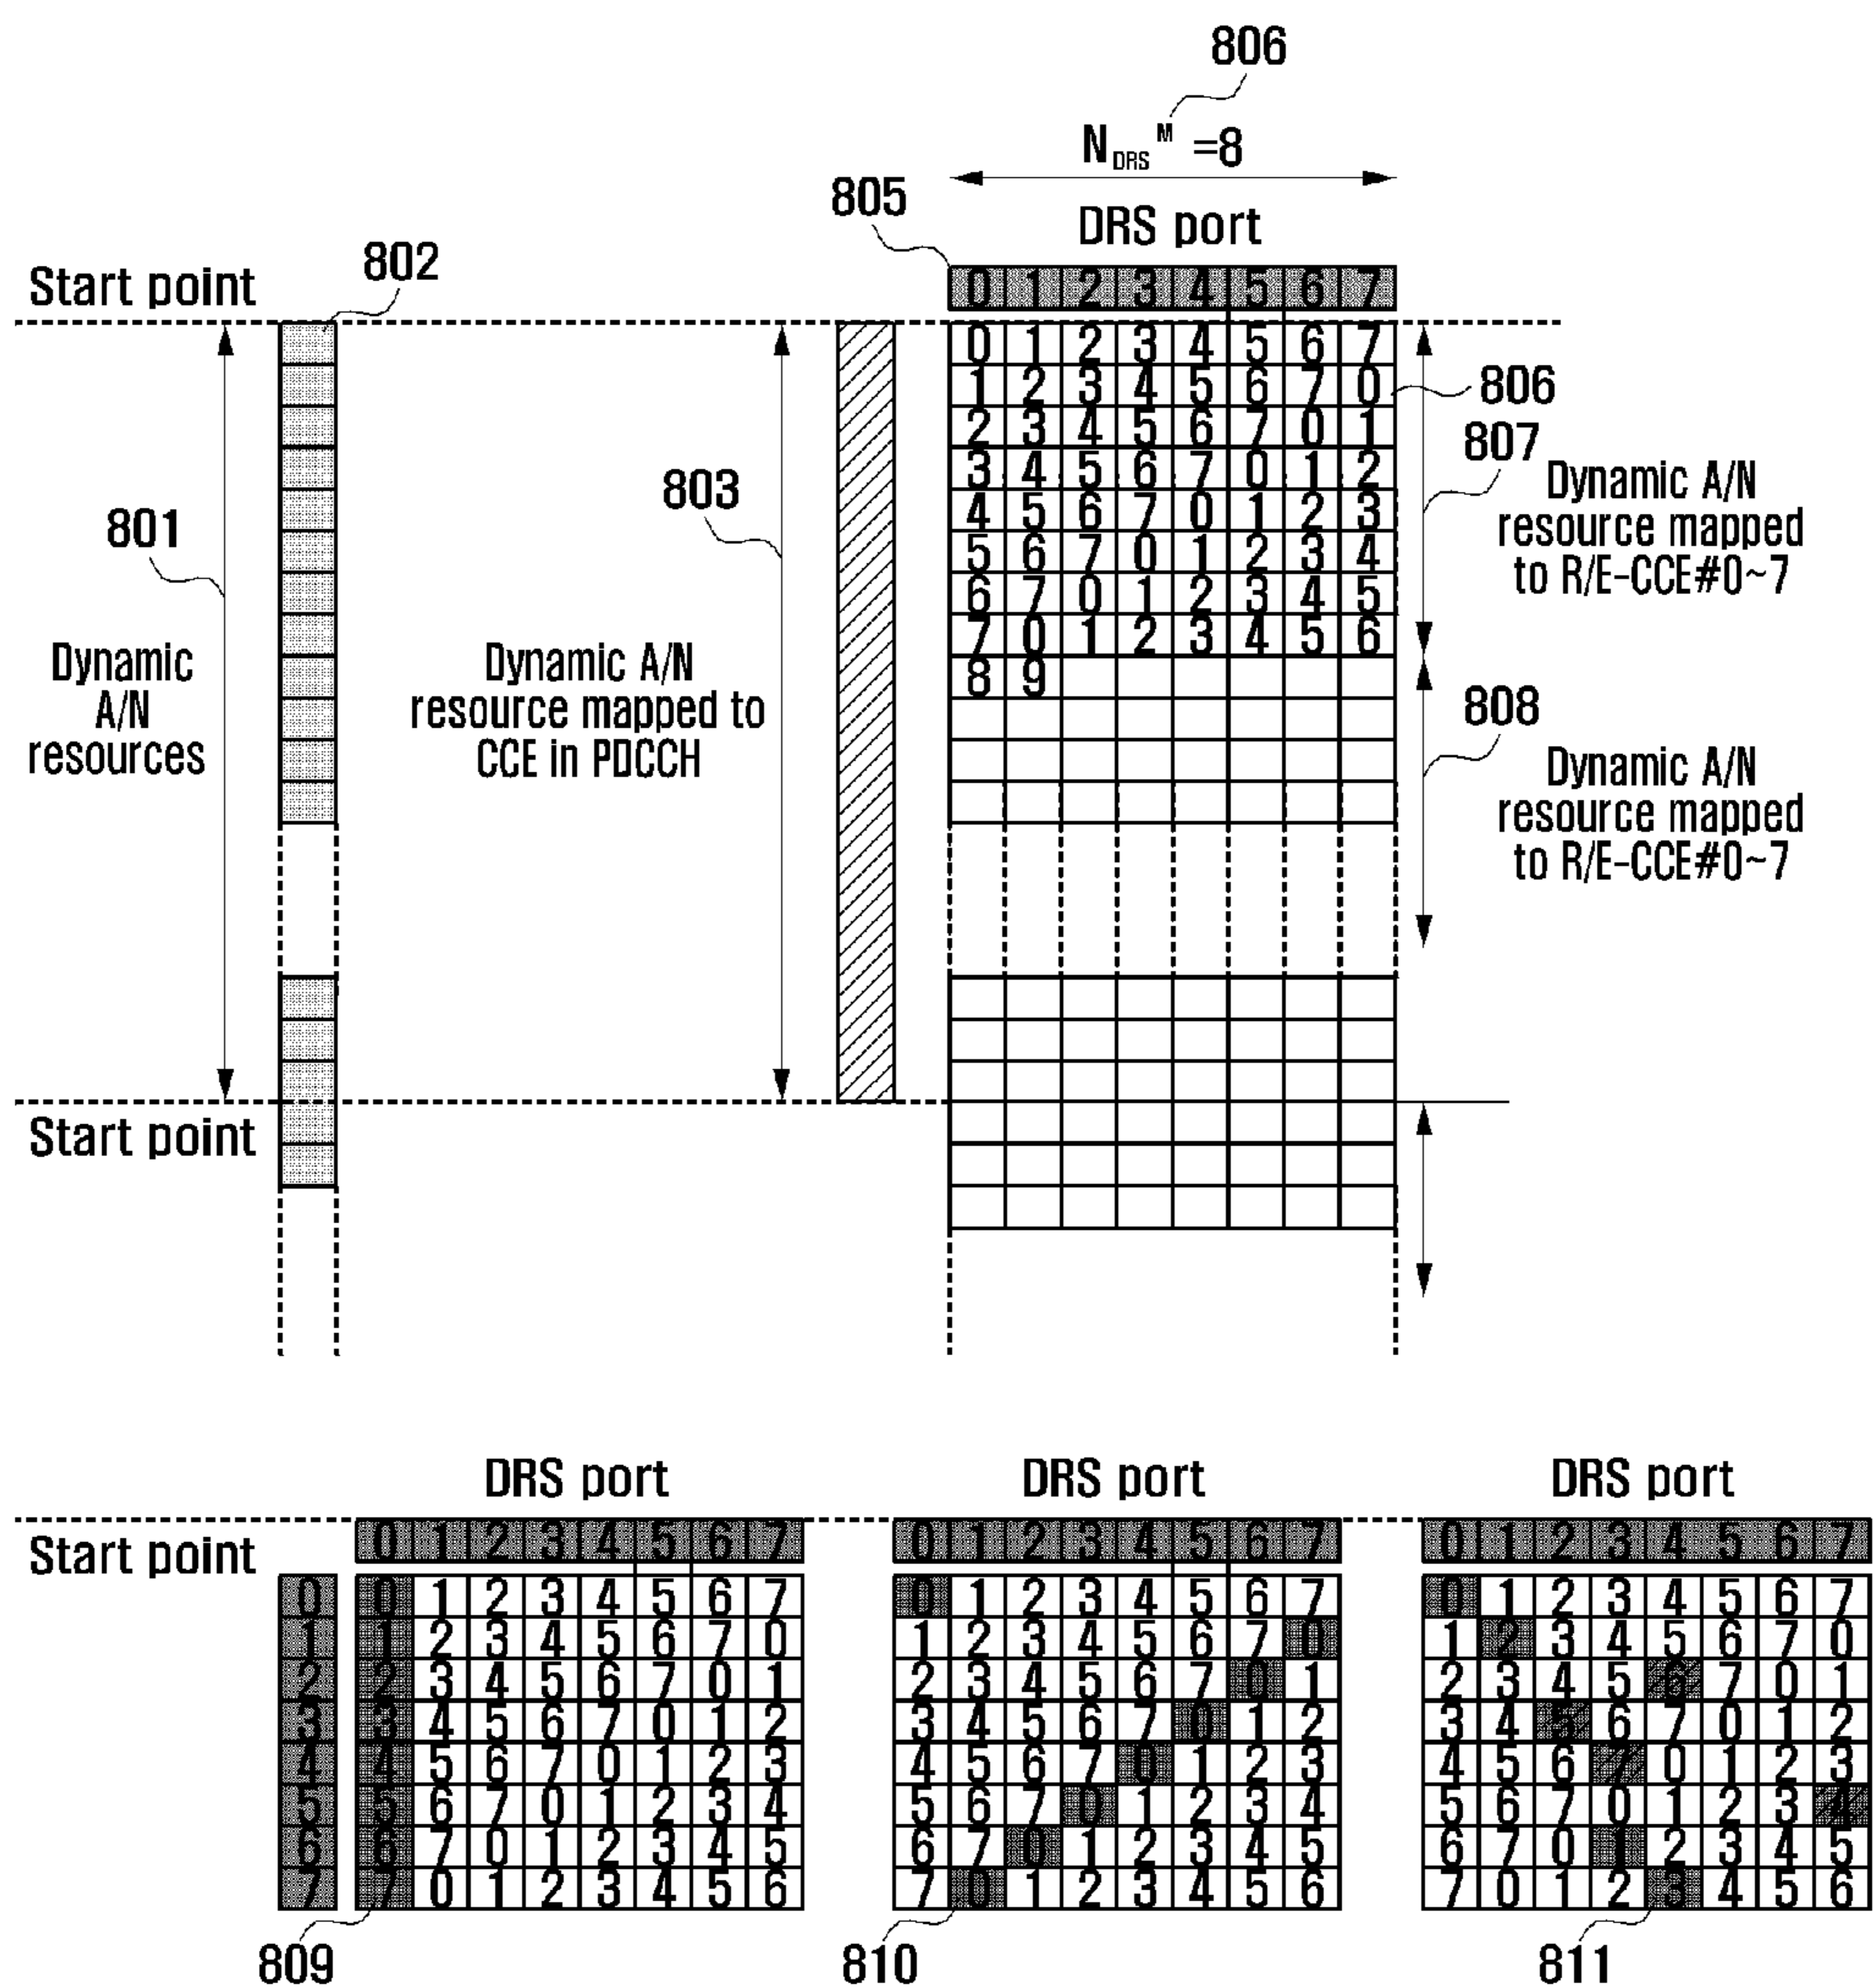 806
N DRS M =8
805
DRS port
802
Start point
0 1 2 3 4 5 6 7
0 1 2 3 4 5 6 7
1 2 3 4 5 6 7 0
806
2 3 4 5 6 7 0 1
807
3 4 5 6 7 0 1 2
4 5 6 7 0 1 2 3
5 6 7 0 1 2 3 4
6 7 0 1 2 3 4 5
7 0 1 2 3 4 5 6
8 9
Dynamic A/N
resource mapped
to R/E-CCE#0~7
801
803
Dynamic
A/N
resources
Dynamic A/N
resource mapped to
CCE in PDCCH
808
Dynamic A/N
resource mapped
to R/E-CCE#0~7
Start point
DRS port
DRS port
DRS port
Start point
0 1 2 3 4 5 6 7
0 0 1 2 3 4 5 6 7
1 1 2 3 4 5 6 7 0
2 2 3 4 5 6 7 0 1
3 3 4 5 6 7 0 1 2
4 4 5 6 7 0 1 2 3
5 5 6 7 0 1 2 3 4
6 6 7 0 1 2 3 4 5
7 7 0 1 2 3 4 5 6
809
0 1 2 3 4 5 6 7
0 1 2 3 4 5 6 7
1 2 3 4 5 6 7 0
2 3 4 5 6 7 0 1
3 4 5 6 7 0 1 2
4 5 6 7 0 1 2 3
5 6 7 0 1 2 3 4
6 7 0 1 2 3 4 5
7 0 1 2 3 4 5 6
810
0 1 2 3 4 5 6 7
0 1 2 3 4 5 6 7
1 2 3 4 5 6 7 0
2 3 4 5 6 7 0 1
3 4 5 6 7 0 1 2
4 5 6 7 0 1 2 3
5 6 7 0 1 2 3 4
6 7 0 1 2 3 4 5
7 0 1 2 3 4 5 6
811